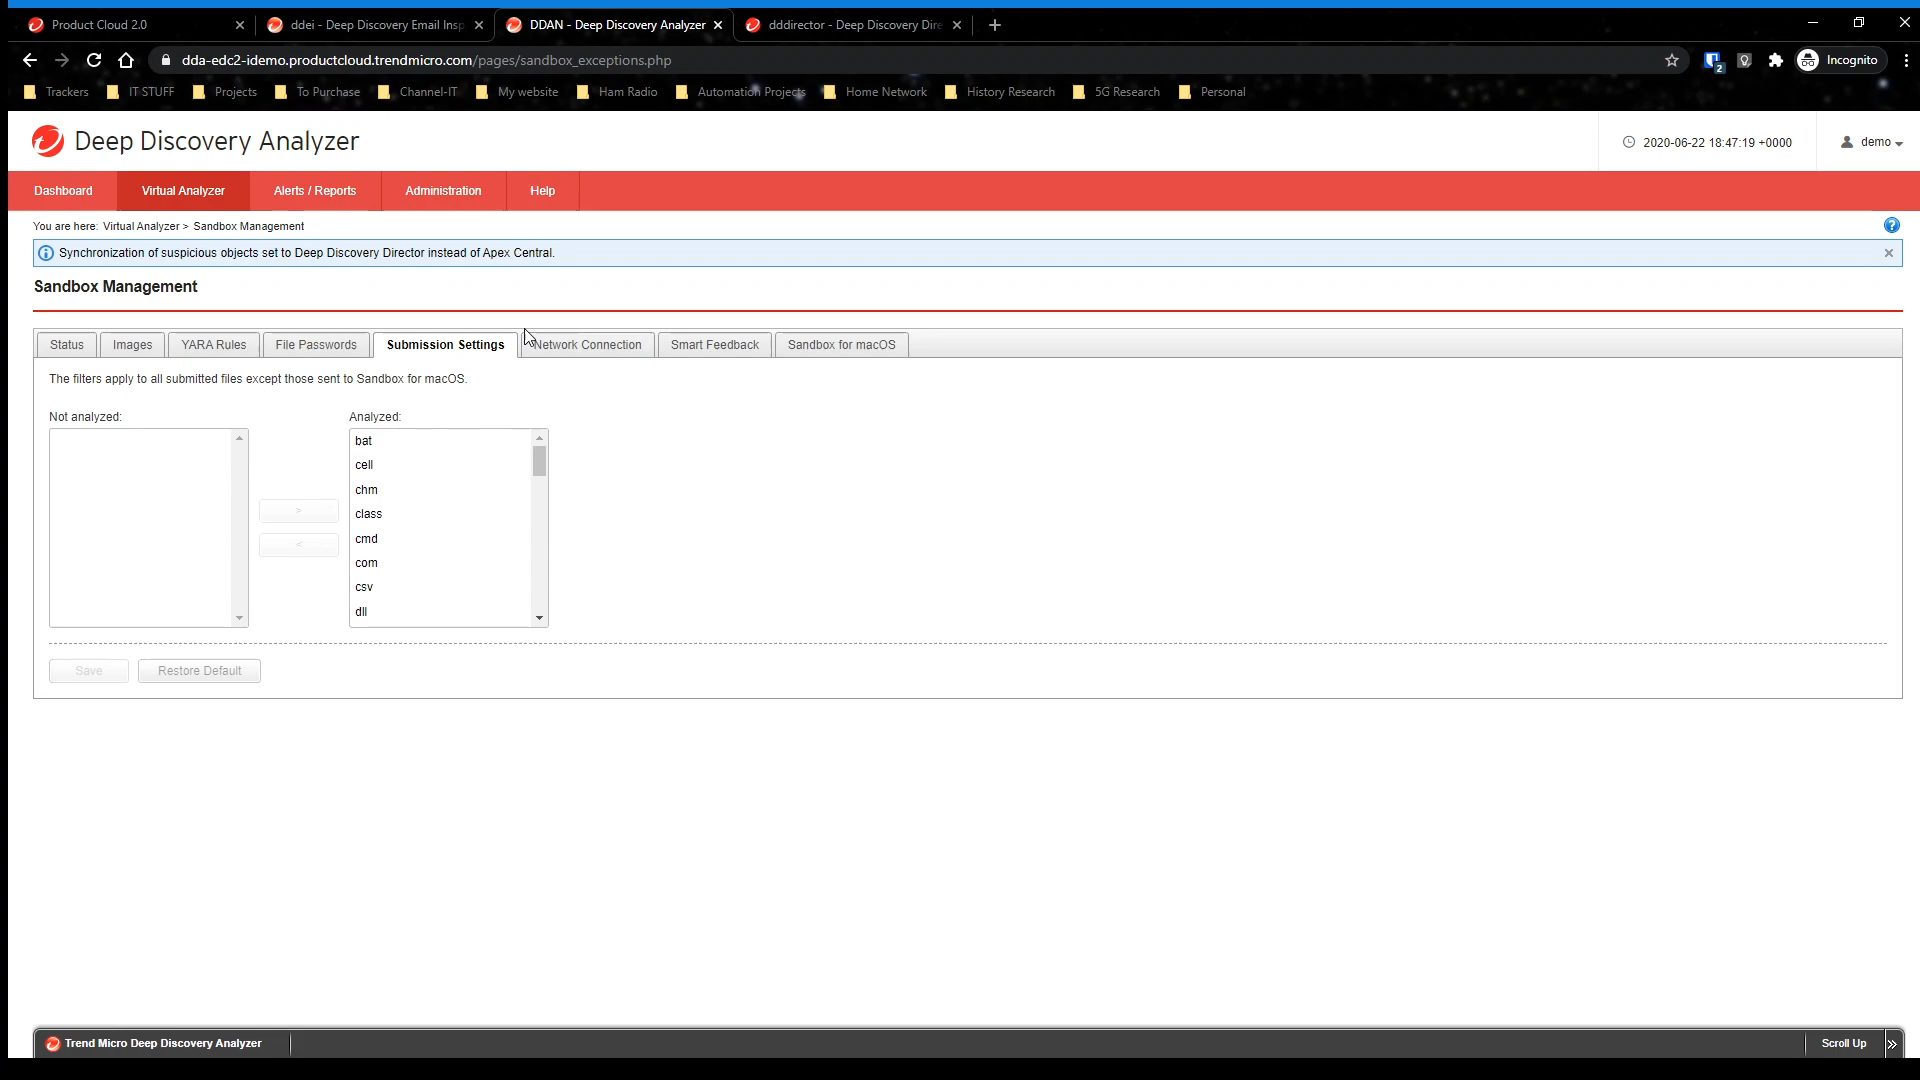 Product Cloud 2.0
ddei - Deep Discovery Email Insp
DDAN - Deep Discovery Analyzer
dddirector - Deep Discovery Dire
dda-edc2-idemo.productcloud.trendmicro.com/pages/sandbox_exceptions.php
2
Incognito
Trackers
IT STUFF
Projects
To Purchase
Channel-IT
My website
Ham Radio
Automation Projects
Home Network
History Research
5G Research
Personal
Deep Discovery Analyzer
2020-06-22 18:47:19 +0000
demo
Dashboard
Virtual Analyzer
Alerts / Reports
Administration
Help
You are here: Virtual Analyzer > Sandbox Management
?
Synchronization of suspicious objects set to Deep Discovery Director instead of Apex Central.
Sandbox Management
Status
Images
YARA Rules
File Passwords
Submission Settings
Network Connection
Smart Feedback
Sandbox for macOS
The filters apply to all submitted files except those sent to Sandbox for macOS.
Not analyzed:
Analyzed:
bat
cell
chm
class
cmd
com
csv
dll
>
<
Save
Restore Default
Trend Micro Deep Discovery Analyzer
Scroll Up